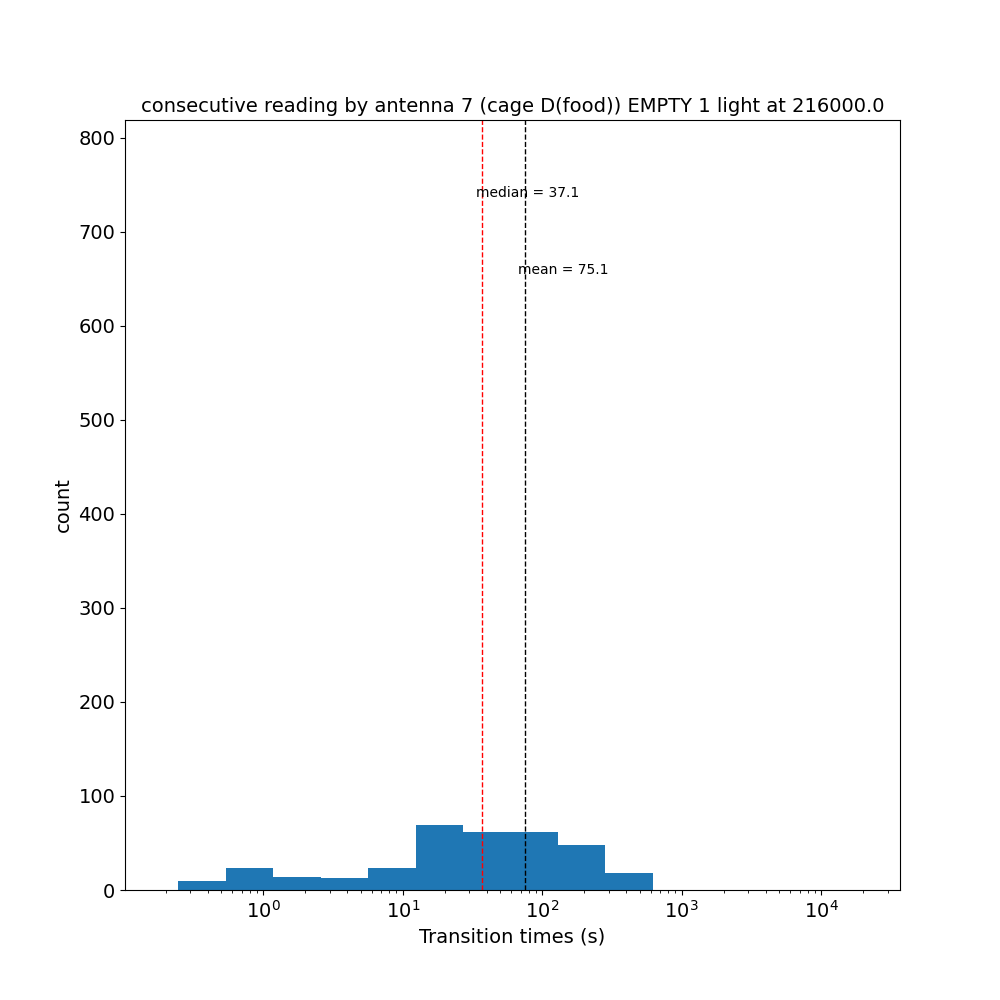 consecutive reading by antenna 7 (cage D(food)) EMPTY 1 light at 216000.0
800
700
600
500
400
300
200
100
0
count
median = 37.1
mean = 75.1
10⁰ 10¹ 10² 10³ 10⁴
Transition times (s)